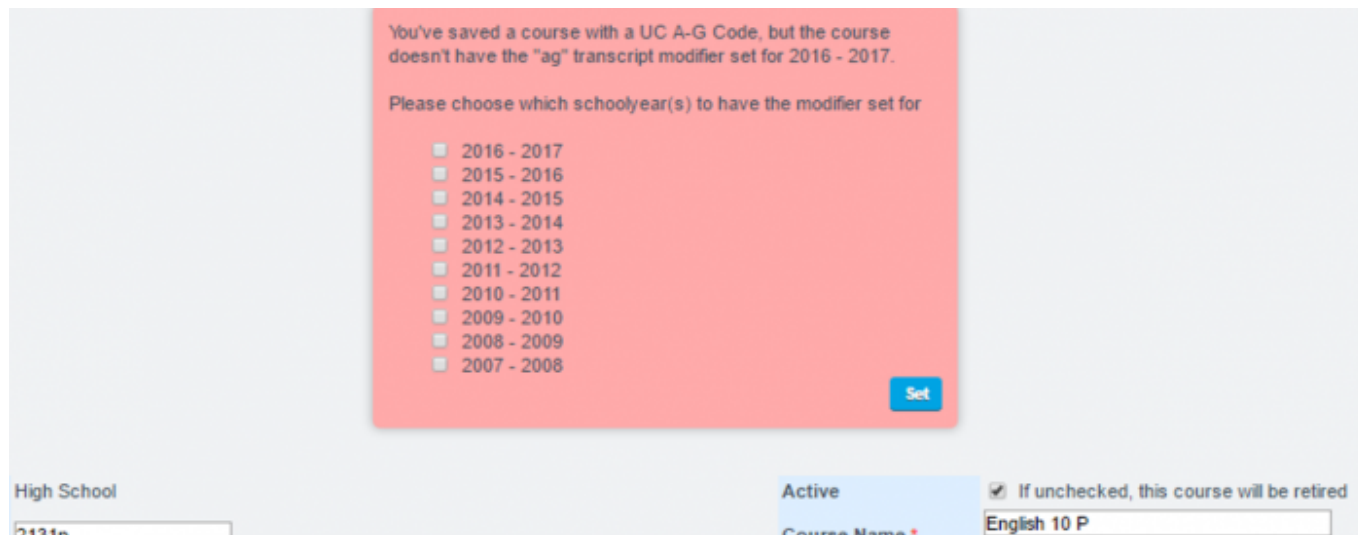 You've saved a course with a UC A-G Code, but the course
doesn't have the "ag" transcript modifier set for 2016 - 2017.
Please choose which schoolyear(s) to have the modifier set for
2016 - 2017
2015 - 2016
2014 - 2015
2013 - 2014
2012 - 2013
2011 - 2012
2010 - 2011
2009 - 2010
2008 - 2009
2007 - 2008
Set
High School
Active
If unchecked, this course will be retired
2131p
Course Name *
English 10 P